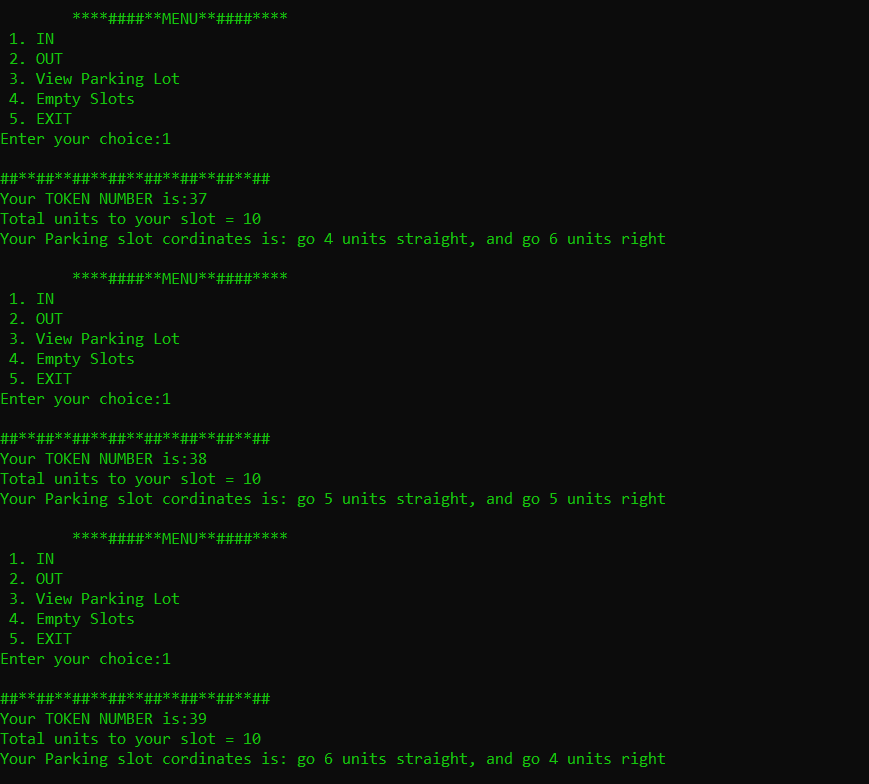 ****####**MENU**####****
1. IN
2. OUT
3. View Parking Lot
4. Empty Slots
5. EXIT
Enter your choice:1
##**##**##**##**##**##**##**##
Your TOKEN NUMBER is:37
Total units to your slot = 10
Your Parking slot cordinates is: go 4 units straight, and go 6 units right
****####**MENU**####****
1. IN
2. OUT
3. View Parking Lot
4. Empty Slots
5. EXIT
Enter your choice:1
##**##**##**##**##**##**##**##
Your TOKEN NUMBER is:38
Total units to your slot = 10
Your Parking slot cordinates is: go 5 units straight, and go 5 units right
****####**MENU**####****
1. IN
2. OUT
3. View Parking Lot
4. Empty Slots
5. EXIT
Enter your choice:1
##**##**##**##**##**##**##**##
Your TOKEN NUMBER is:39
Total units to your slot = 10
Your Parking slot cordinates is: go 6 units straight, and go 4 units right